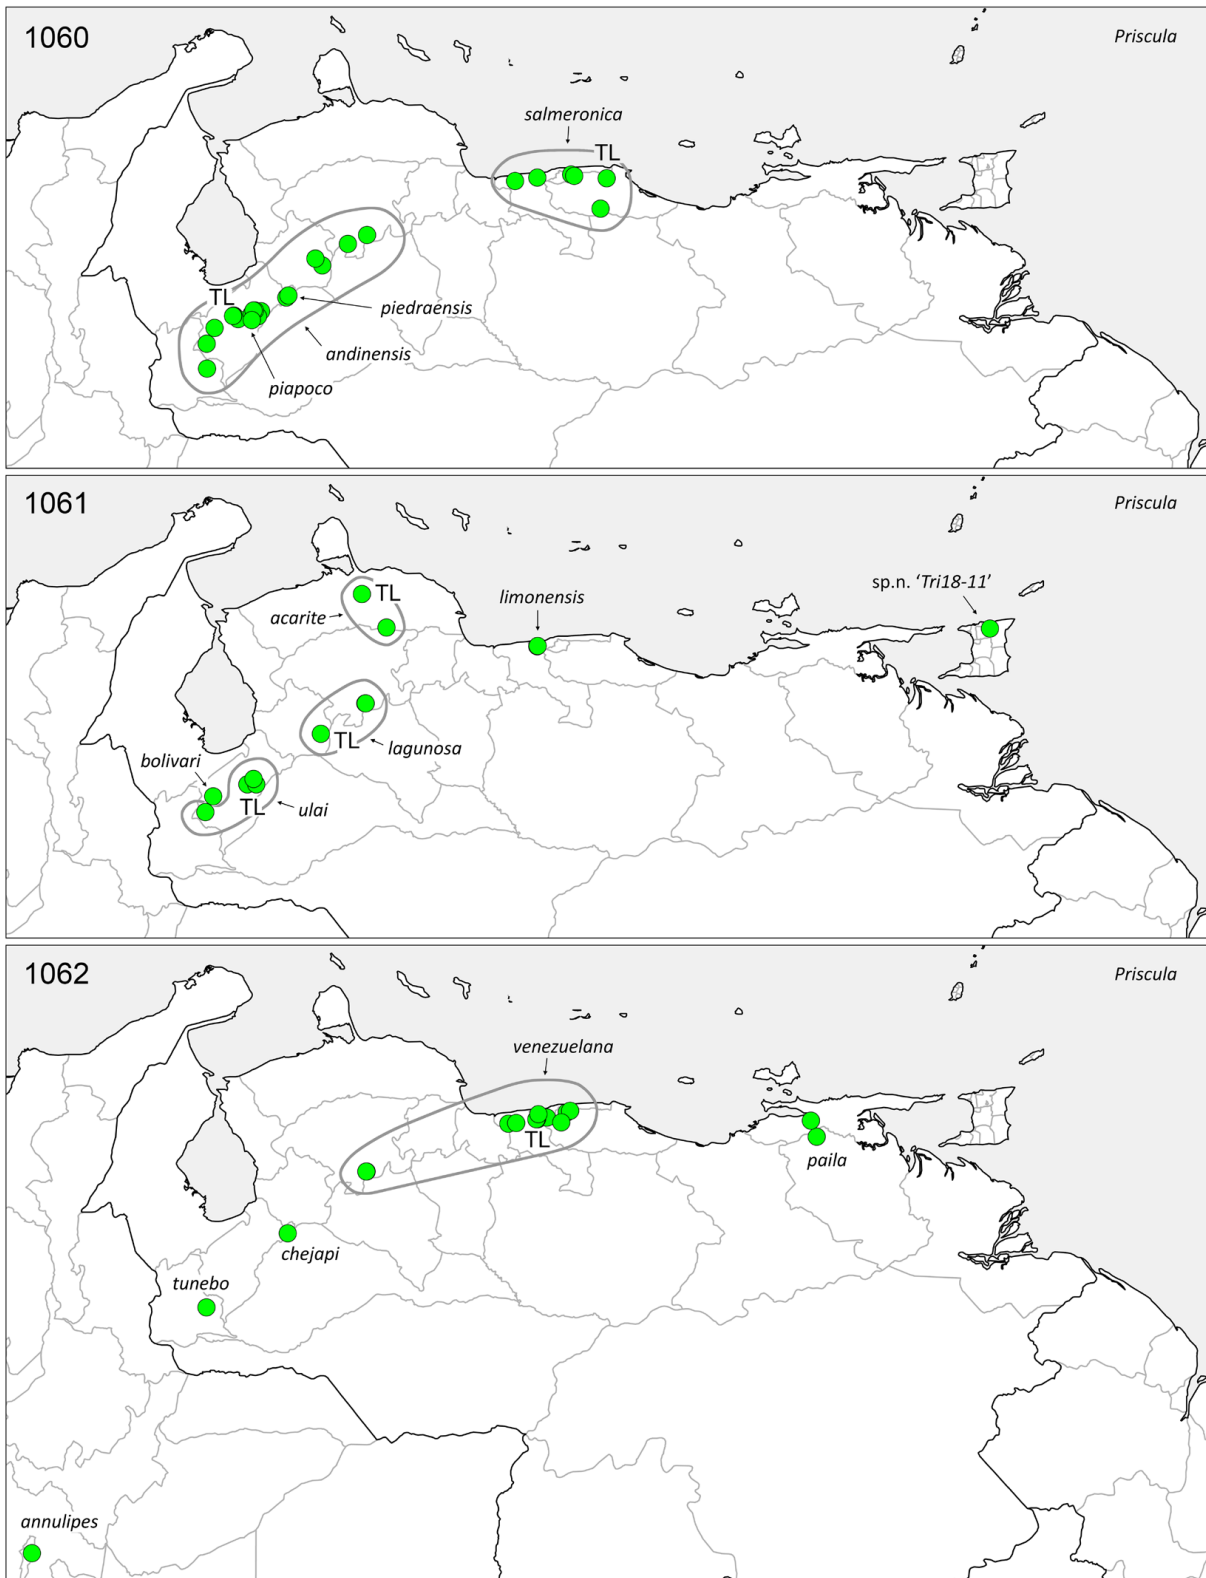 1060
Priscula
salmeronica
TL
TL
piedraensis
andinensis
piapoco
1061
Priscula
sp.n. ‘Tri18-11’
TL
limonensis
acarite
TL
lagunosa
bolivari
TL
ulai
1062
Priscula
venezuelana
TL
paila
chejapi
tunebo
annulipes